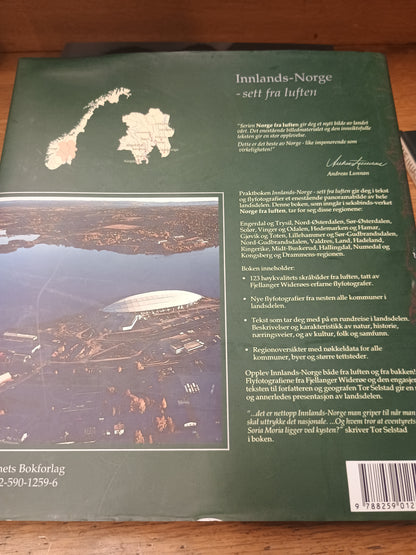 Innlands-Norge
- sett fra luften
"Serien Norge fra luften gir deg et nytt bilde av landet
vårt. Det enestående billedmaterialet og den innsiktsfulle
teksten gir en stor opplevelse.
Dette er det beste av Norge - like imponerende som
virkeligheten!"
Andreas Lunnan
Praktboken Innlands-Norge - sett fra luften gir deg i tekst
og flyfotografier et enestående panoramabilde av hele
landsdelen. Denne boken, som inngår i seksbinds-verket
Norge fra luften, tar for seg disse regionene:
Engerdal og Trysil, Nord-Østerdalen, Sør-Østerdalen,
Solør, Vinger og Odalen, Hedemarken og Hamar,
Gjøvik og Toten, Lillehammer og Sør-Gudbrandsdalen,
Nord-Gudbrandsdalen, Valdres, Land, Hadeland,
Ringerike, Midt-Buskerud, Hallingdal, Numedal og
Kongsberg og Drammens-regionen.
Boken inneholder:
• 123 høykvalitets skråbilder fra luften, tatt av
Fjellanger Widerøes erfarne flyfotografer.
• Nye flyfotografier fra nesten alle kommuner i
landsdelen.
• Tekst som tar deg med på en rundreise i landsdelen.
Beskrivelser og karakteristikk av natur, historie,
næringsveier, og av kultur, folk og samfunn.
• Regionoversikter med nøkkeldata for alle
kommuner, byer og større tettsteder.
Opplev Innlands-Norge både fra luften og fra bakken!
Flyfotografiene fra Fjellanger Widerøe og den engasje
teksten til forfatteren og geografen Tor Selstad gir en s
og annerledes presentasjon av landsdelen.
"...det er nettopp Innlands-Norge man griper til når man
skal uttrykke det nasjonale. ...Og hvem tror at eventyrets
Soria Moria ligger ved kysten?" skriver Tor Selstad
i boken.
nets Bokforlag
2-590-1259-6
9 788259 012